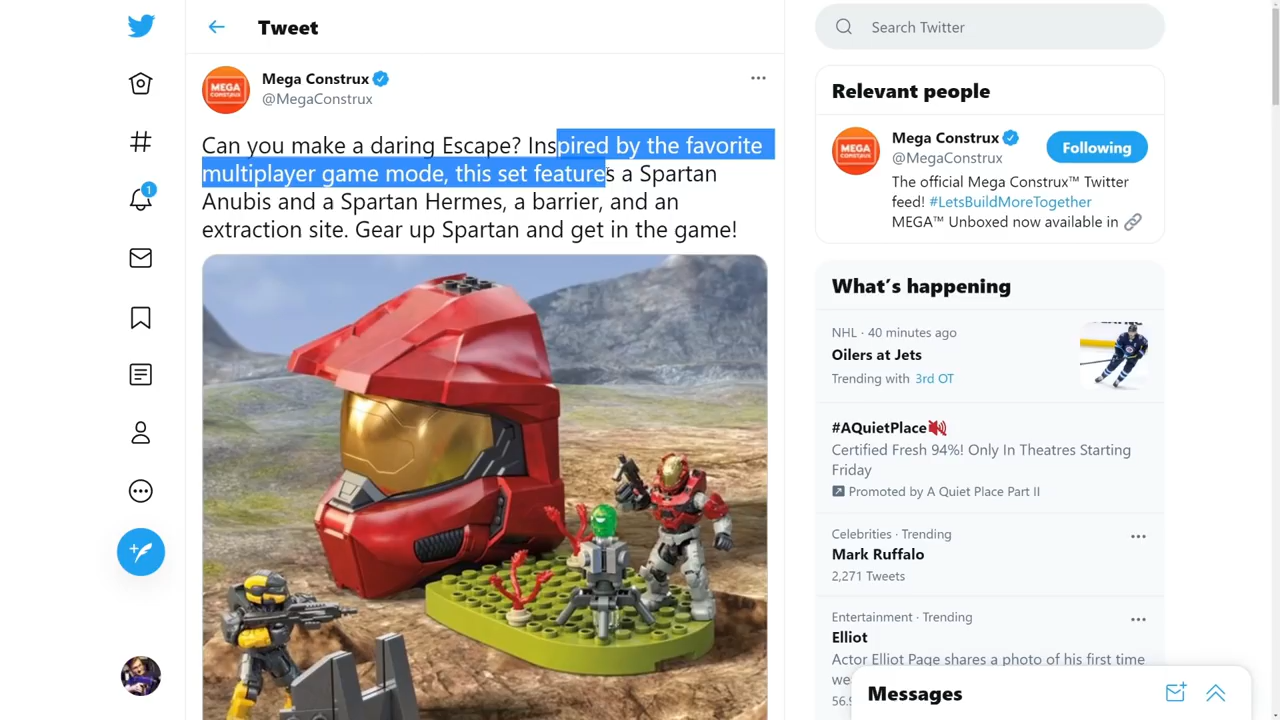 Tweet
Search Twitter
MEGA
CONSTRUX
Mega Construx
@MegaConstrux
Can you make a daring Escape? Inspired by the favorite
multiplayer game mode, this set features a Spartan
Anubis and a Spartan Hermes, a barrier, and an
extraction site. Gear up Spartan and get in the game!
Relevant people
MEGA
CONSTRUX
Mega Construx
@MegaConstrux
Following
The official Mega Construx™ Twitter
feed! #LetsBuildMoreTogether
MEGA™ Unboxed now available in
What's happening
NHL · 40 minutes ago
Oilers at Jets
Trending with 3rd OT
#AQuietPlace
Certified Fresh 94%! Only In Theatres Starting
Friday
Promoted by A Quiet Place Part II
Celebrities · Trending
Mark Ruffalo
2,271 Tweets
Entertainment · Trending
Elliot
Actor Elliot Page shares a photo of his first time
1
Messages